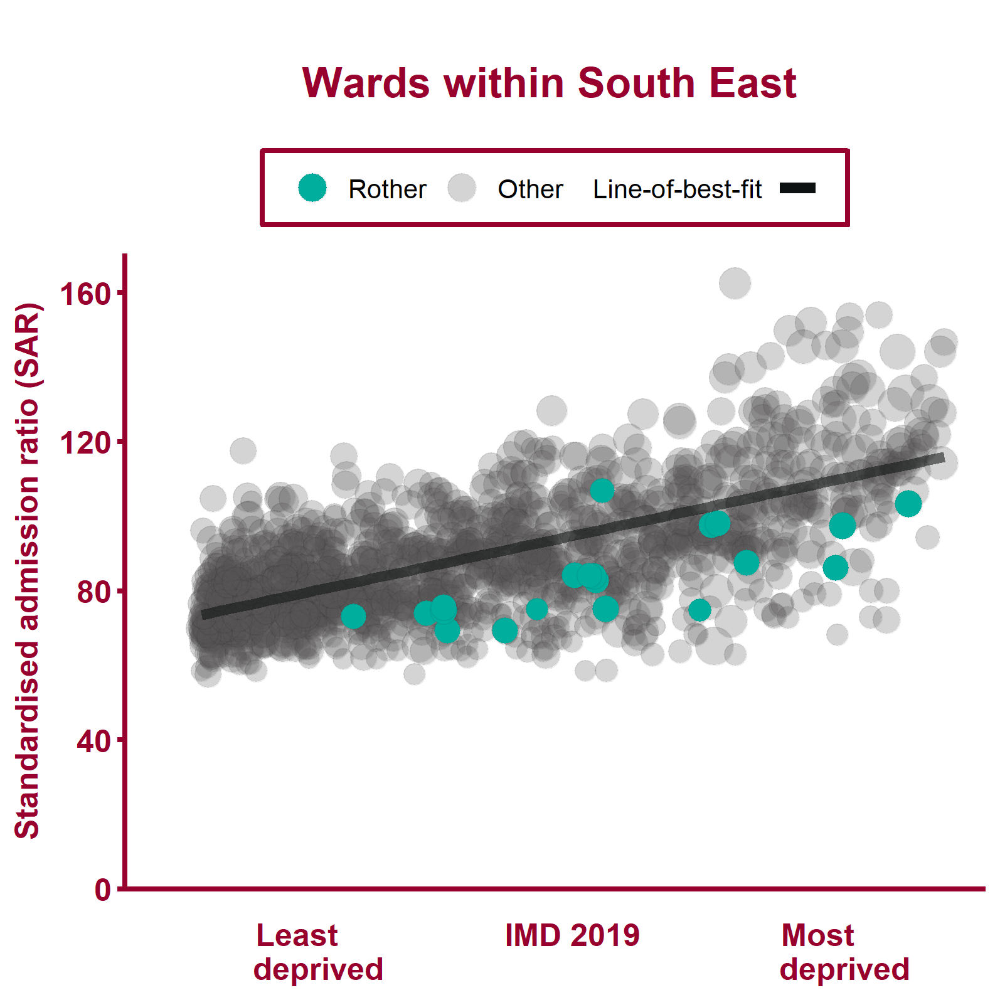 Wards within South East
Rother
Other
Line-of-best-fit
Standardised admission ratio (SAR)
160
120
80
40
0
Least
deprived
IMD 2019
Most
deprived